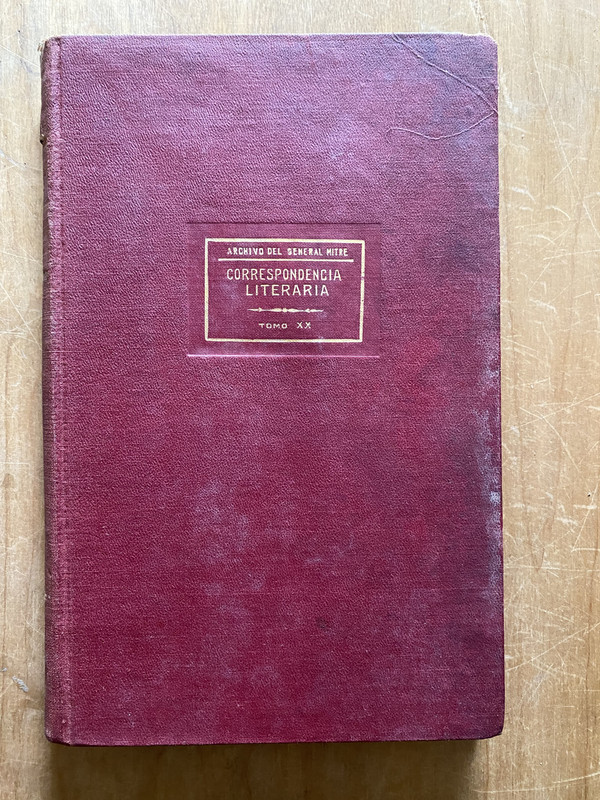 ARCHIVO DEL GENERAL MITRE
CORRESPONDENCIA
LITERARIA
TOMO XX